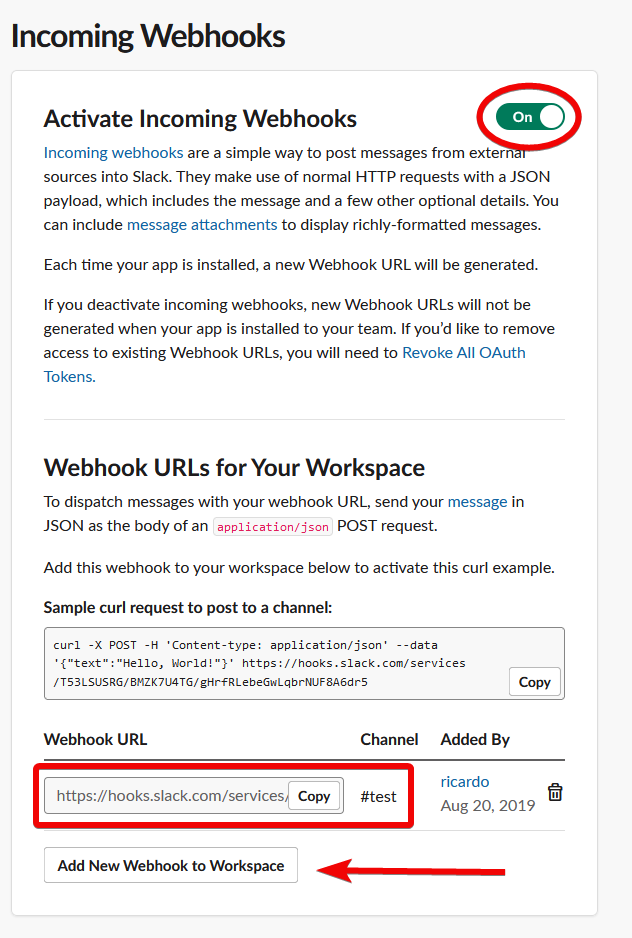 Incoming Webhooks
Activate Incoming Webhooks
On
Incoming webhooks are a simple way to post messages from external
sources into Slack. They make use of normal HTTP requests with a JSON
payload, which includes the message and a few other optional details. You
can include message attachments to display richly-formatted messages.
Each time your app is installed, a new Webhook URL will be generated.
If you deactivate incoming webhooks, new Webhook URLs will not be
generated when your app is installed to your team. If you’d like to remove
access to existing Webhook URLs, you will need to Revoke All OAuth
Tokens.
Webhook URLs for Your Workspace
To dispatch messages with your webhook URL, send your message in
JSON as the body of an application/json POST request.
Add this webhook to your workspace below to activate this curl example.
Sample curl request to post to a channel:
curl -X POST -H 'Content-type: application/json' --data
'{"text":"Hello, World!"}' https://hooks.slack.com/services
/T53LSUSRG/BMZK7U4TG/gHrfRLebeGwLqbrNUF8A6dr5
Copy
Webhook URL Channel Added By
https://hooks.slack.com/services/ Copy #test ricardo
Aug 20, 2019
Add New Webhook to Workspace